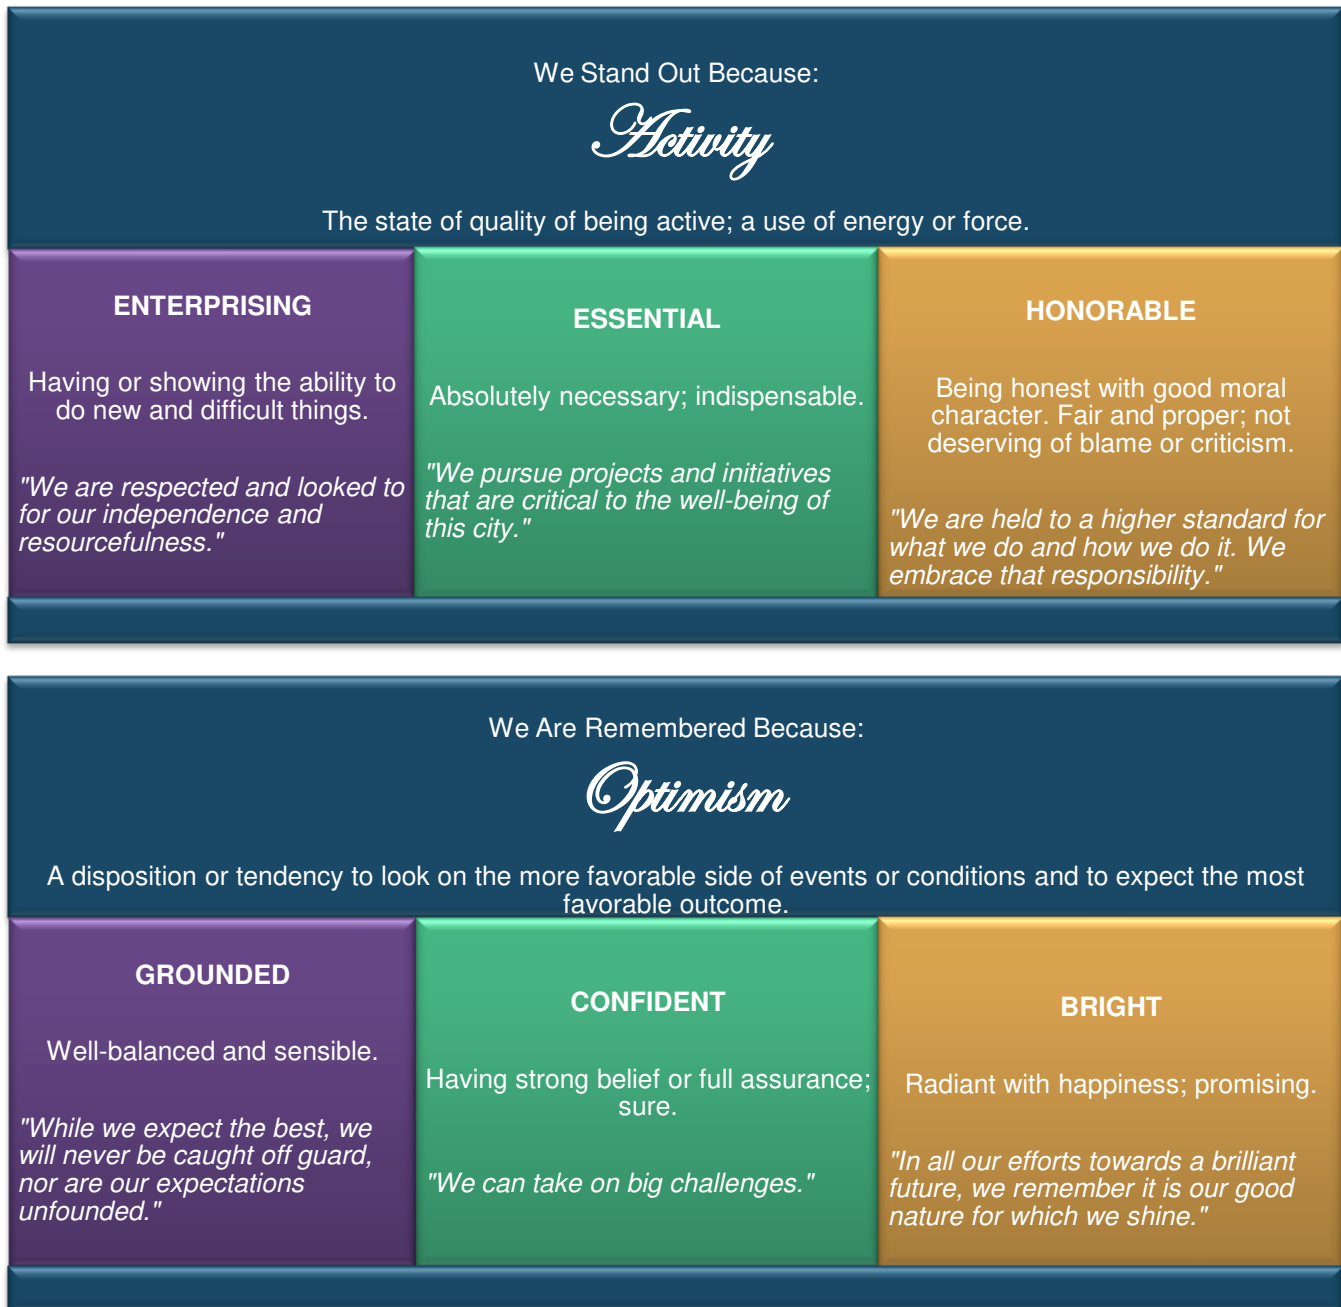 We Stand Out Because:
Activity
The state of quality of being active; a use of energy or force.
ENTERPRISING
Having or showing the ability to
do new and difficult things.
"We are respected and looked to
for our independence and
resourcefulness."
ESSENTIAL
Absolutely necessary; indispensable.
"We pursue projects and initiatives
that are critical to the well-being of
this city."
HONORABLE
Being honest with good moral
character. Fair and proper; not
deserving of blame or criticism.
"We are held to a higher standard for
what we do and how we do it. We
embrace that responsibility."
We Are Remembered Because:
Optimism
A disposition or tendency to look on the more favorable side of events or conditions and to expect the most
favorable outcome.
GROUNDED
Well-balanced and sensible.
"While we expect the best, we
will never be caught off guard,
nor are our expectations
unfounded."
CONFIDENT
Having strong belief or full assurance;
sure.
"We can take on big challenges."
BRIGHT
Radiant with happiness; promising.
"In all our efforts towards a brilliant
future, we remember it is our good
nature for which we shine."